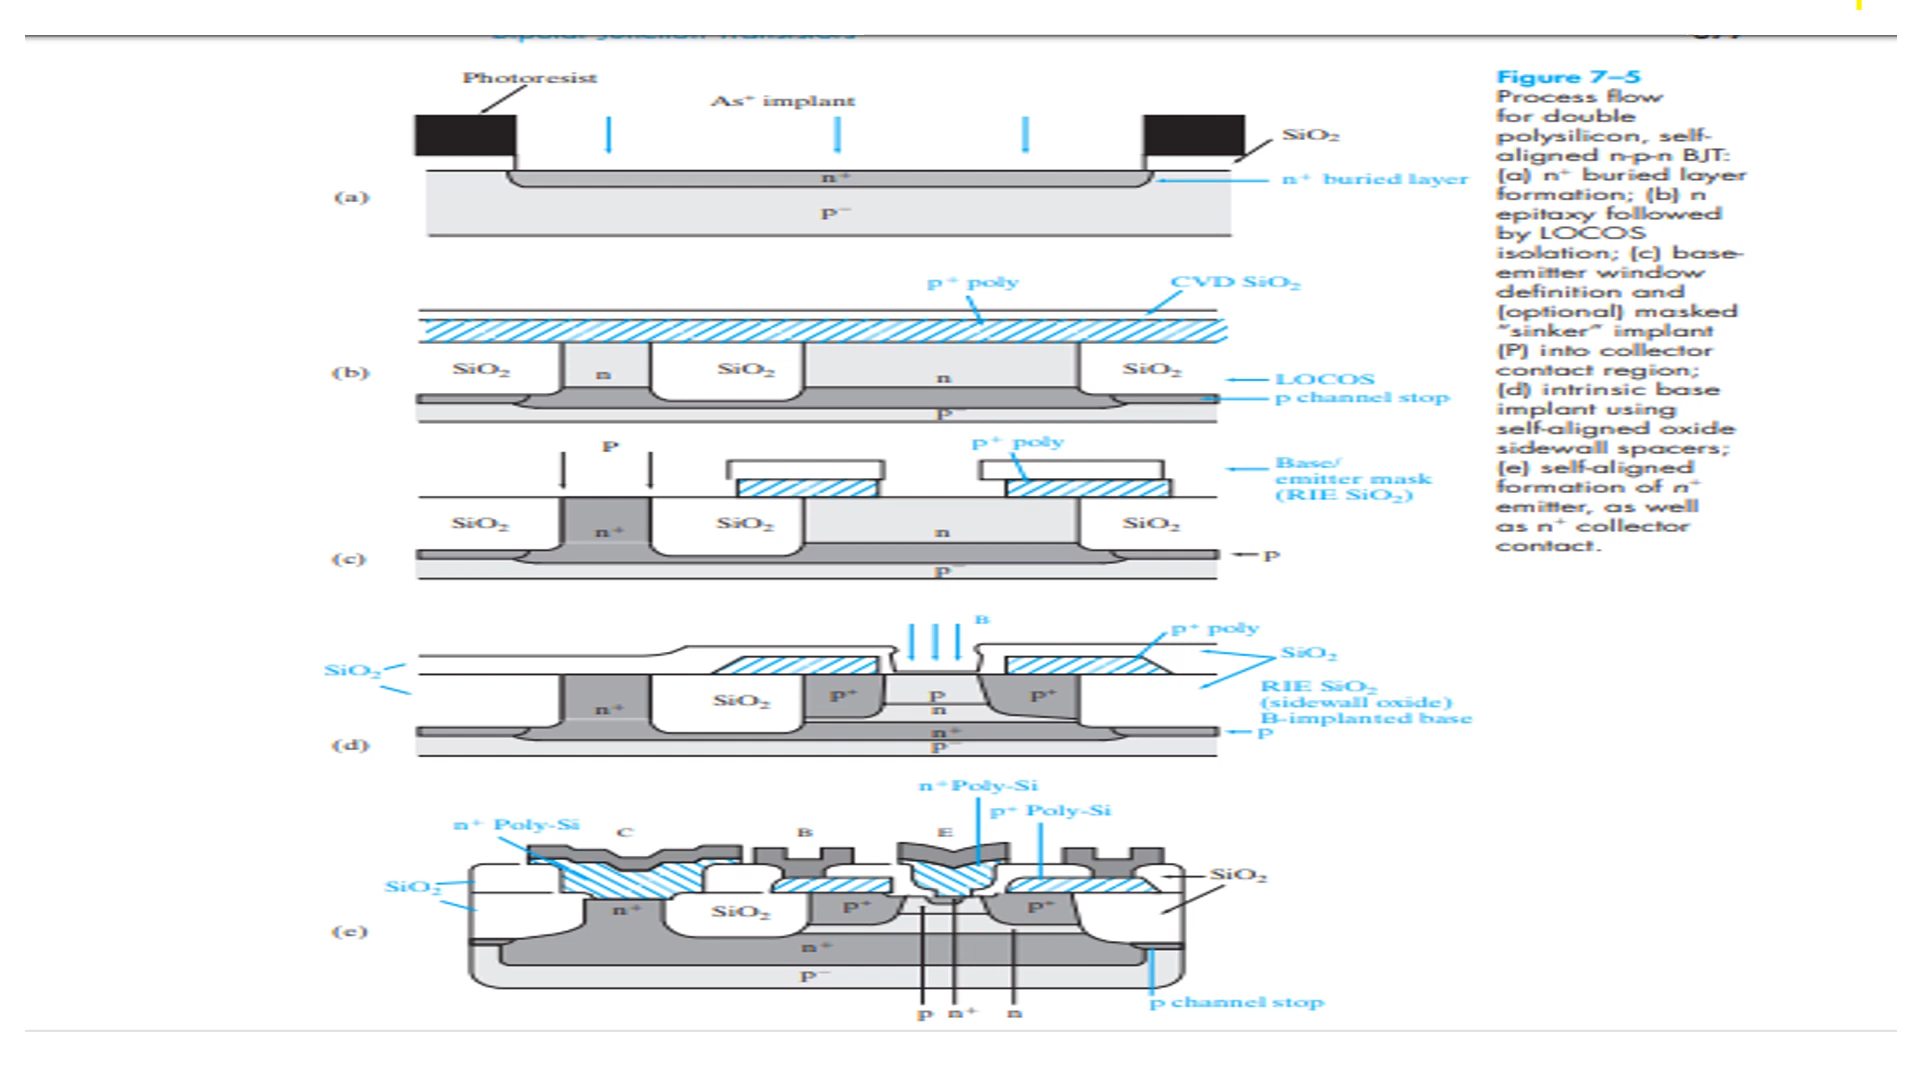 Photoresist
As⁺ implant
SiO₂
n⁺
n⁺ buried layer
(a)
P⁻
p⁺ poly
CVD SiO₂
SiO₂
n
SiO₂
n
SiO₂
(b)
LOCOS
p channel stop
P⁻
P
p⁺ poly
Base/
emitter mask
(RIE SiO₂)
SiO₂
n⁺
SiO₂
n
SiO₂
(c)
p
P⁻
B
p⁺ poly
SiO₂
SiO₂
RIE SiO₂
(sidewall oxide)
B-implanted base
n⁺
SiO₂
p⁺
p
p⁺
n
n⁺
p
(d)
P⁻
n⁺ Poly-Si
p⁺ Poly-Si
n⁺ Poly-Si
C
B
E
SiO₂
SiO₂
n⁺
SiO₂
p⁺
p⁺
(e)
n⁺
P⁻
p channel stop
p n⁺ n
Figure 7–5
Process flow
for double
polysilicon, self-
aligned n-p-n BJT:
(a) n⁺ buried layer
formation; (b) n
epitaxy followed
by LOCOS
isolation; (c) base-
emitter window
definition and
(optional) masked
“sinker” implant
(P) into collector
contact region;
(d) intrinsic base
implant using
self-aligned oxide
sidewall spacers;
(e) self-aligned
formation of n⁺
emitter, as well
as n⁺ collector
contact.